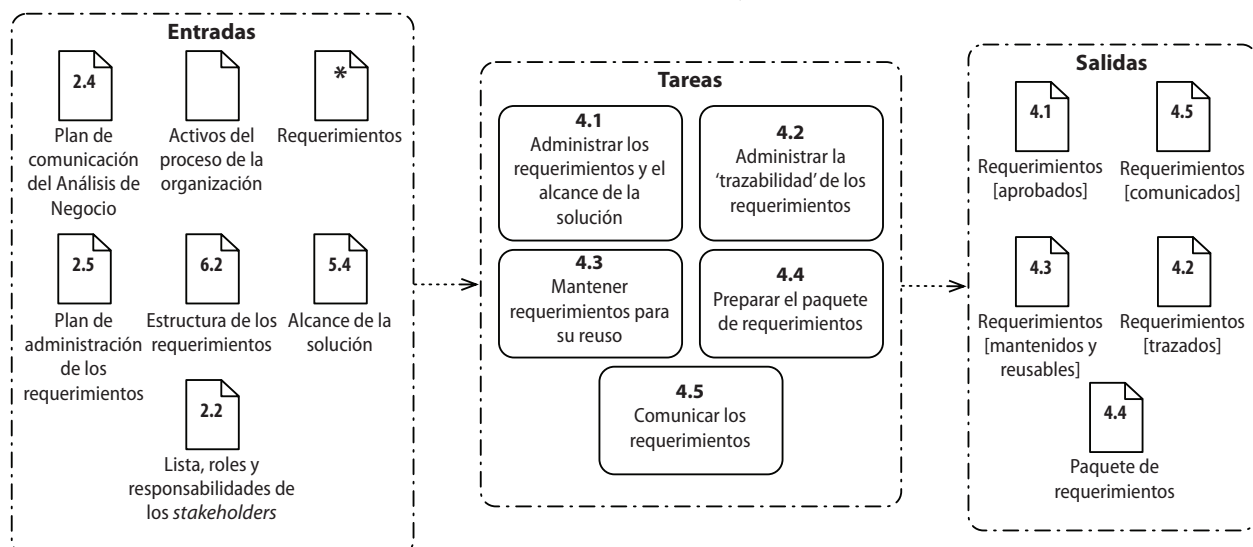 Entradas
2.4
Plan de
comunicación
del Análisis de
Negocio
Activos del
proceso de la
organización
*
Requerimientos
2.5
Plan de
administración
de los
requerimientos
6.2
Estructura de los
requerimientos
5.4
Alcance de la
solución
2.2
Lista, roles y
responsabilidades de
los stakeholders
Tareas
4.1
Administrar los
requerimientos y el
alcance de la
solución
4.2
Administrar la
‘trazabilidad’ de los
requerimientos
4.3
Mantener
requerimientos para
su reuso
4.4
Preparar el paquete
de requerimientos
4.5
Comunicar los
requerimientos
Salidas
4.1
Requerimientos
[aprobados]
4.5
Requerimientos
[comunicados]
4.3
Requerimientos
[mantenidos y
reusables]
4.2
Requerimientos
[trazados]
4.4
Paquete de
requerimientos